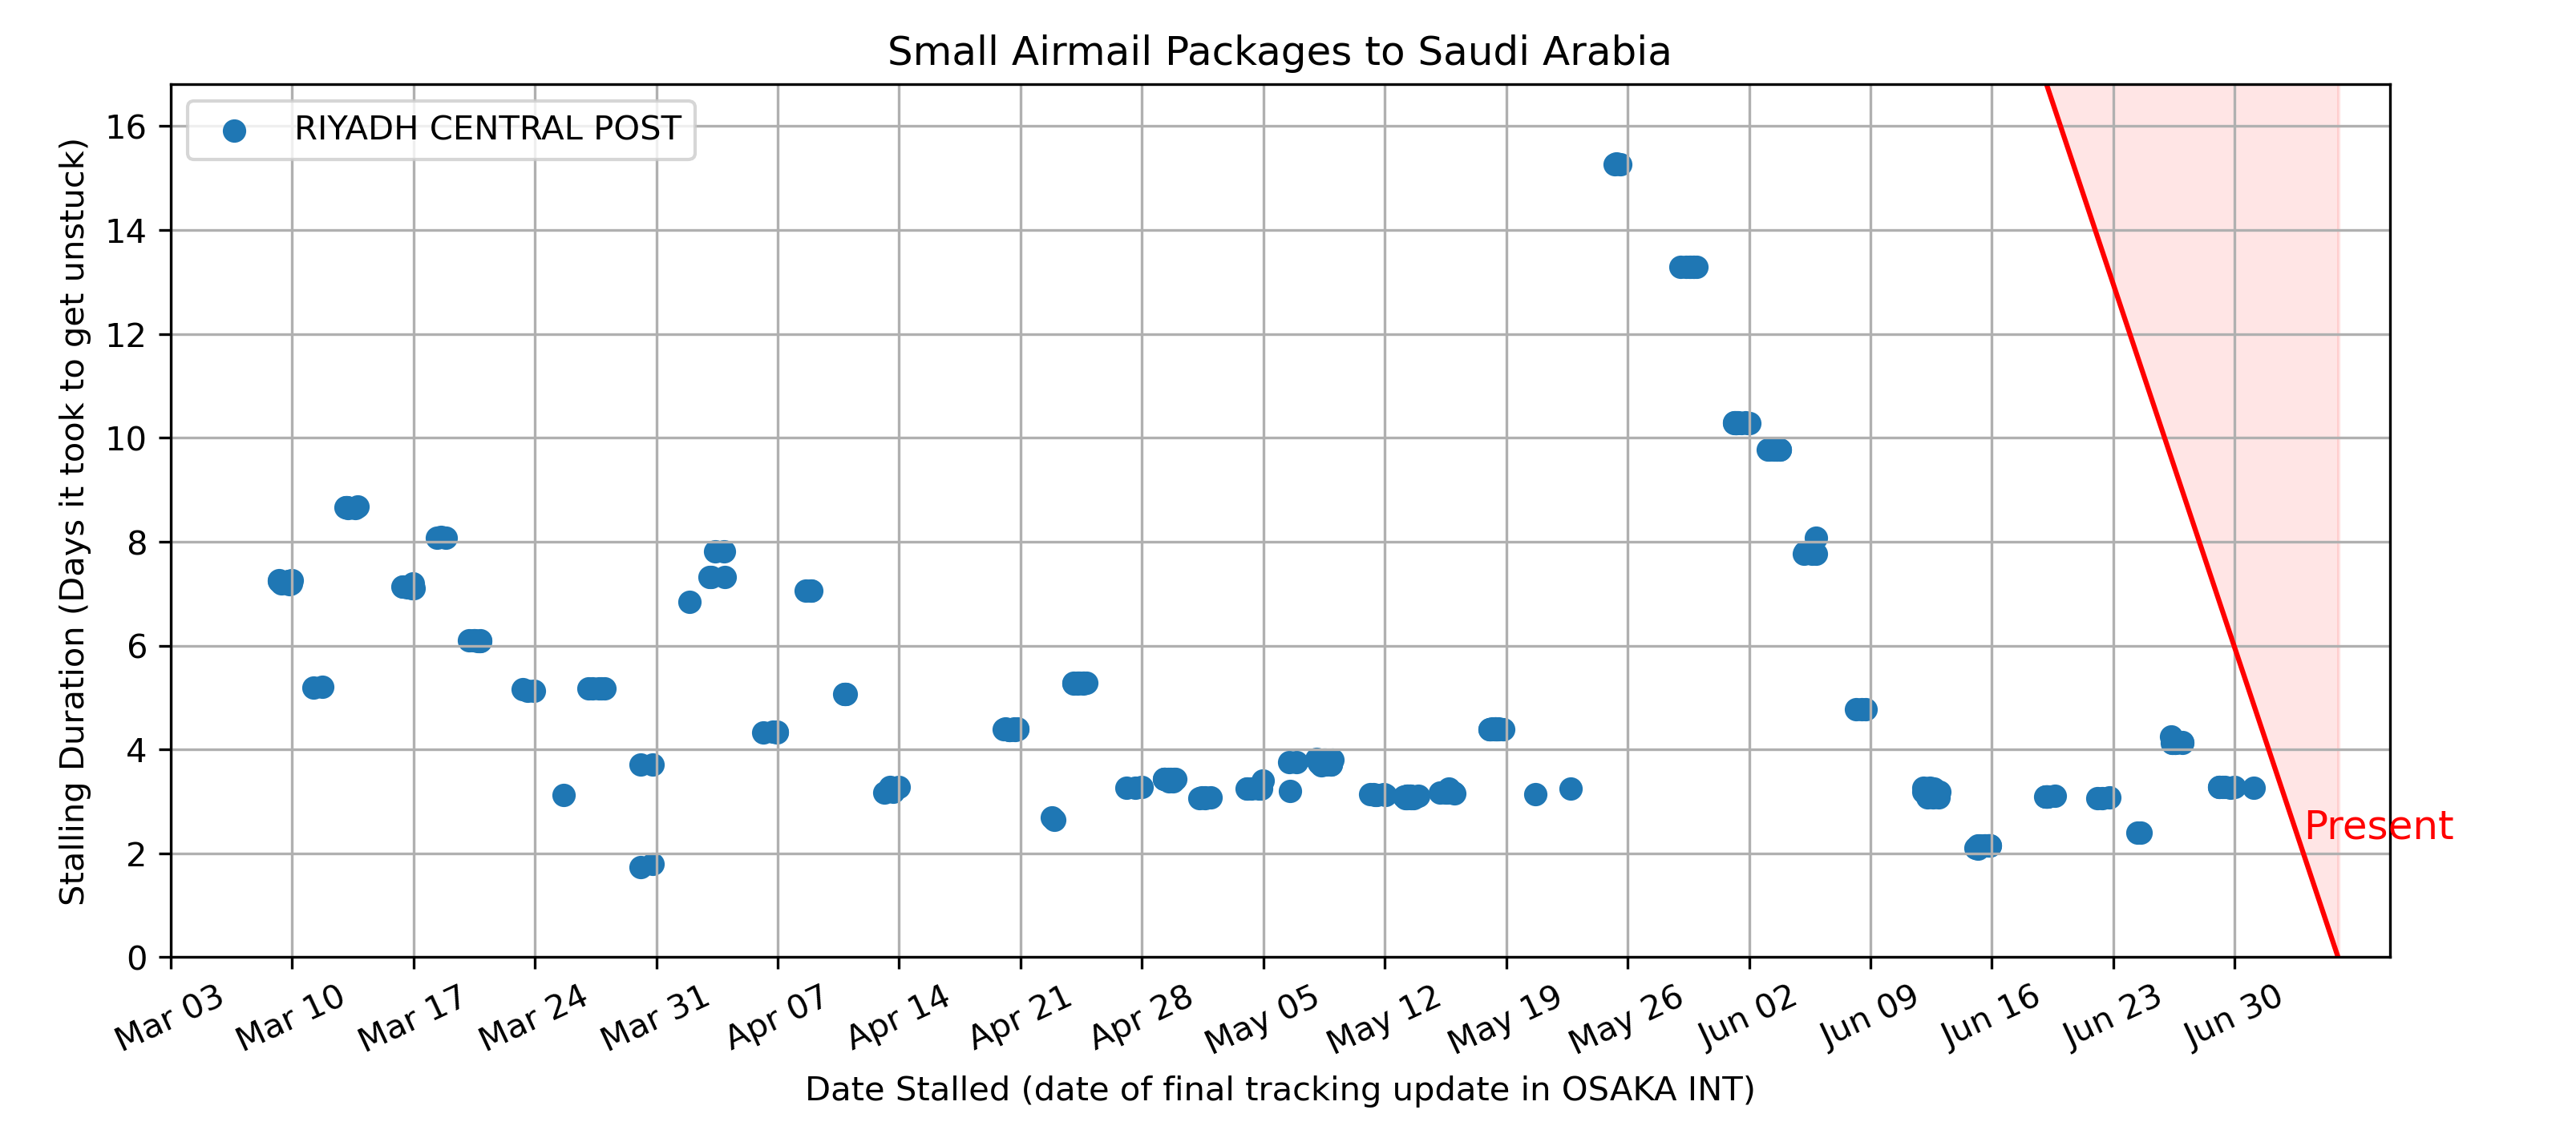 Small Airmail Packages to Saudi Arabia
RIYADH CENTRAL POST
Stalling Duration (Days it took to get unstuck)
16
14
12
10
8
6
4
2
0
Present
Mar 03
Mar 10
Mar 17
Mar 24
Mar 31
Apr 07
Apr 14
Apr 21
Apr 28
May 05
May 12
May 19
May 26
Jun 02
Jun 09
Jun 16
Jun 23
Jun 30
Date Stalled (date of final tracking update in OSAKA INT)